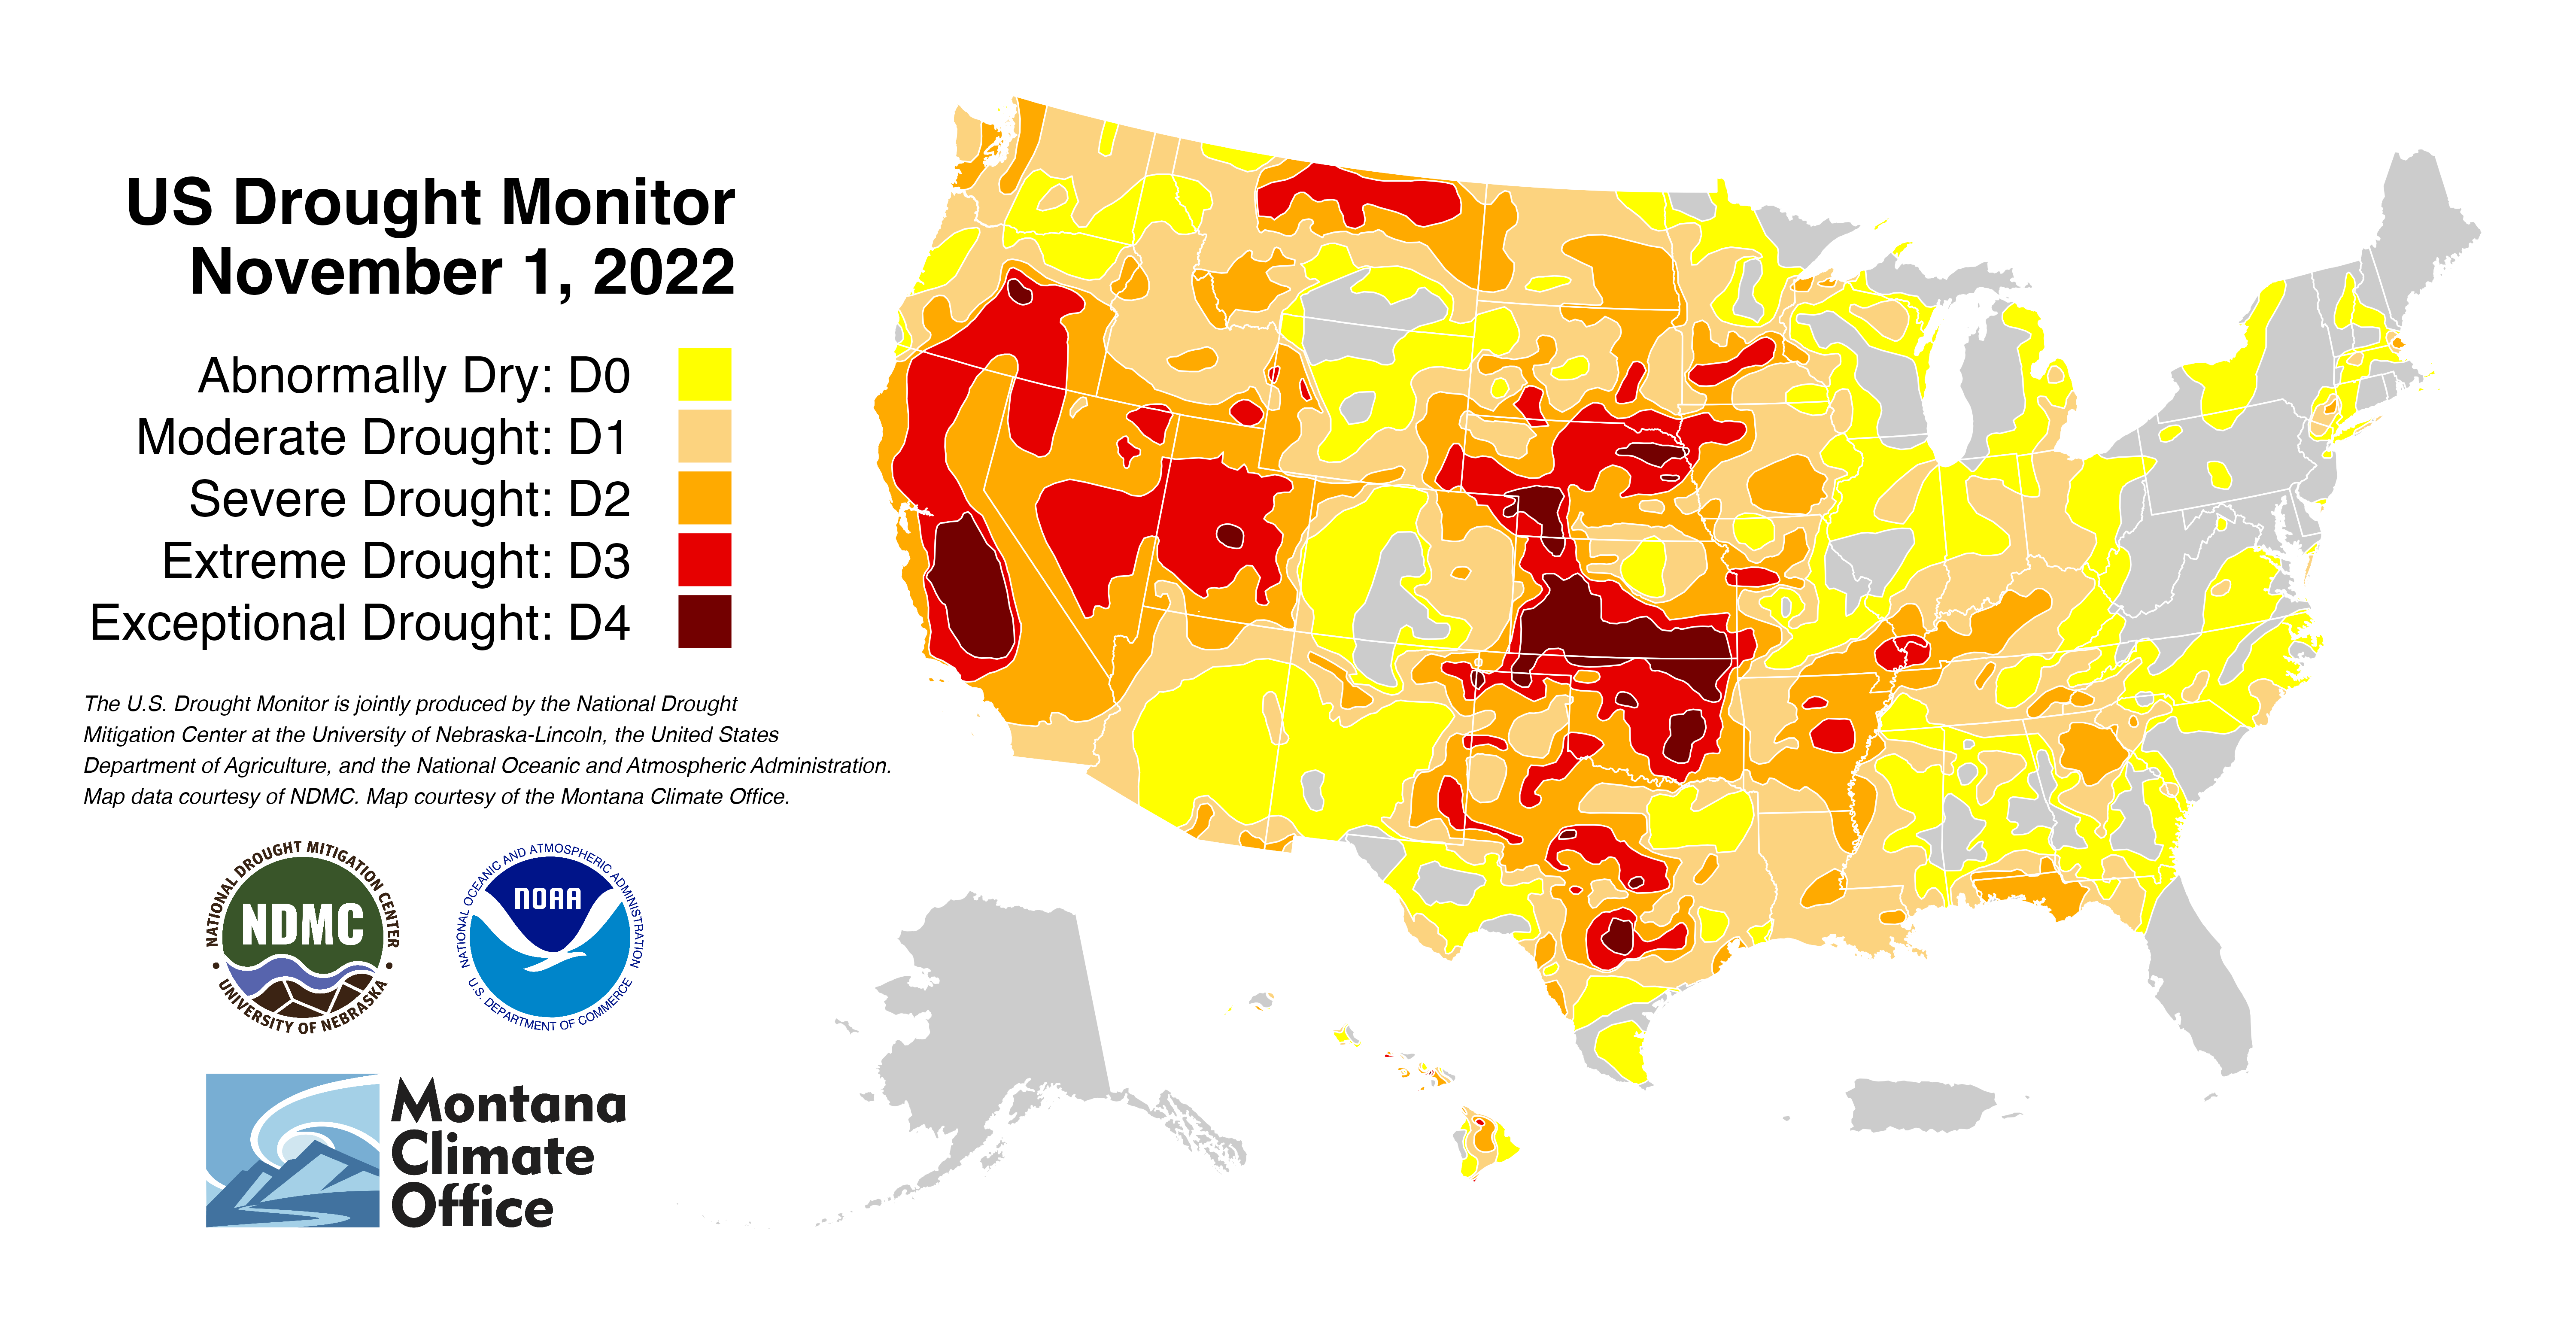 US Drought Monitor
November 1, 2022
Abnormally Dry: D0
Moderate Drought: D1
Severe Drought: D2
Extreme Drought: D3
Exceptional Drought: D4
The U.S. Drought Monitor is jointly produced by the National Drought
Mitigation Center at the University of Nebraska-Lincoln, the United States
Department of Agriculture, and the National Oceanic and Atmospheric Administration.
Map data courtesy of NDMC. Map courtesy of the Montana Climate Office.
NATIONAL DROUGHT MITIGATION CENTER
NDMC
UNIVERSITY OF NEBRASKA
NATIONAL OCEANIC AND ATMOSPHERIC ADMINISTRATION
NOAA
U.S. DEPARTMENT OF COMMERCE
Montana
Climate
Office